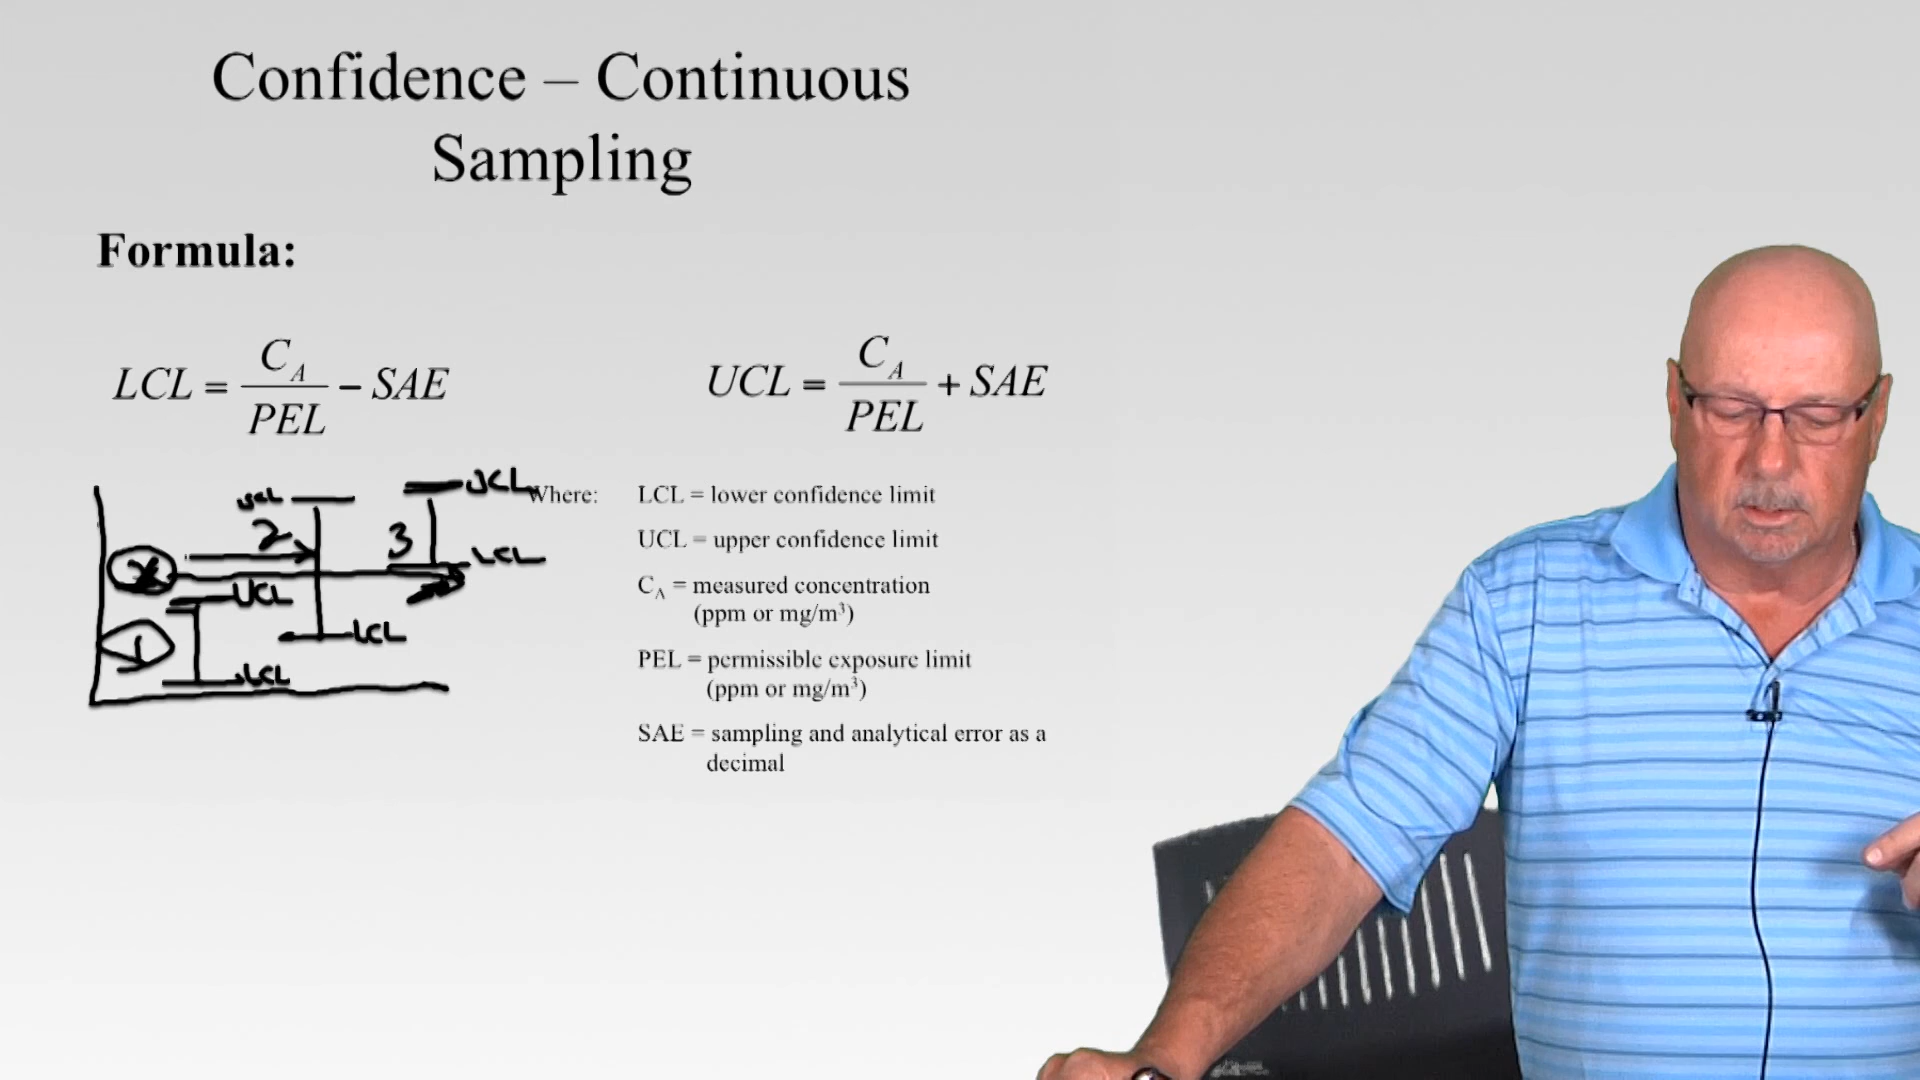 Confidence – Continuous
Sampling
Formula:
LCL = C_A / PEL − SAE
UCL = C_A / PEL + SAE
UCL
UCL
2
3
LCL
UCL
LCL
1
LCL
Where:
LCL = lower confidence limit
UCL = upper confidence limit
C_A = measured concentration
(ppm or mg/m³)
PEL = permissible exposure limit
(ppm or mg/m³)
SAE = sampling and analytical error as a
decimal